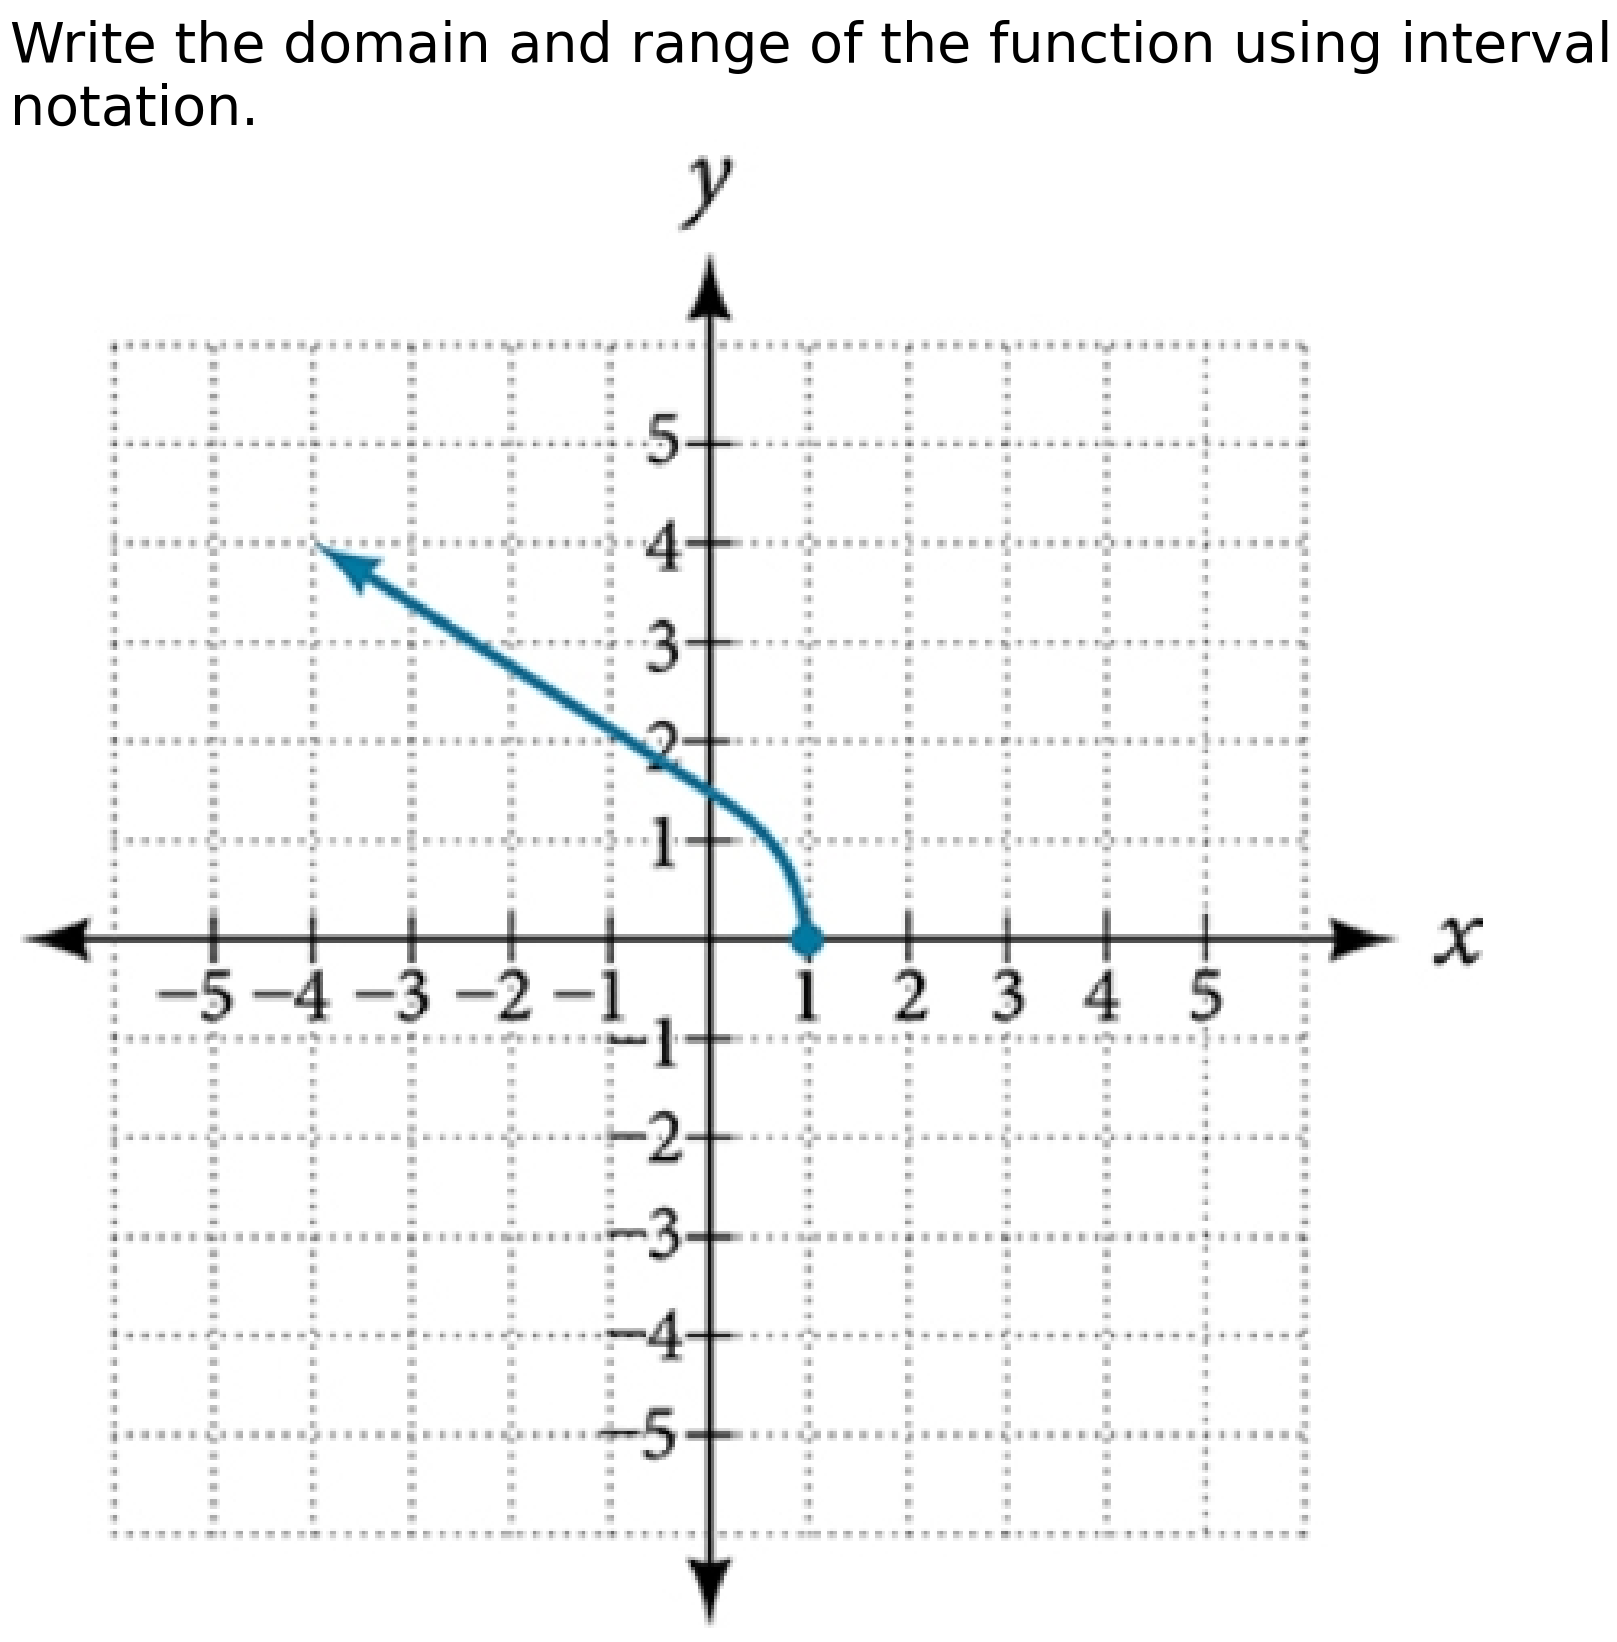 Write the domain and range of the function using interval
notation.
y
5
4
3
2
1
x
−5 −4 −3 −2 −1 1 2 3 4 5
−1
−2
−3
−4
−5